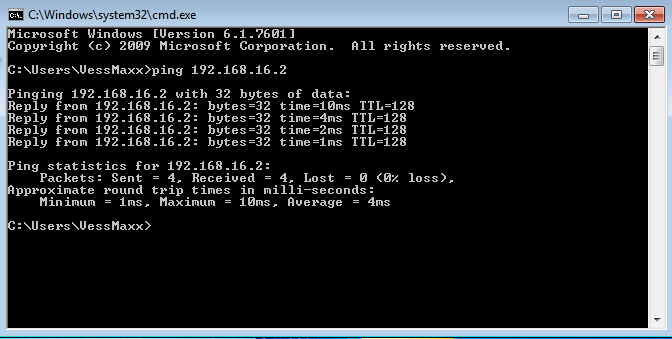 C:\Windows\system32\cmd.exe
Microsoft Windows [Version 6.1.7601]
Copyright (c) 2009 Microsoft Corporation.  All rights reserved.
C:\Users\VessMaxx>ping 192.168.16.2
Pinging 192.168.16.2 with 32 bytes of data:
Reply from 192.168.16.2: bytes=32 time=10ms TTL=128
Reply from 192.168.16.2: bytes=32 time=4ms TTL=128
Reply from 192.168.16.2: bytes=32 time=2ms TTL=128
Reply from 192.168.16.2: bytes=32 time=1ms TTL=128
Ping statistics for 192.168.16.2:
    Packets: Sent = 4, Received = 4, Lost = 0 (0% loss),
Approximate round trip times in milli-seconds:
    Minimum = 1ms, Maximum = 10ms, Average = 4ms
C:\Users\VessMaxx>